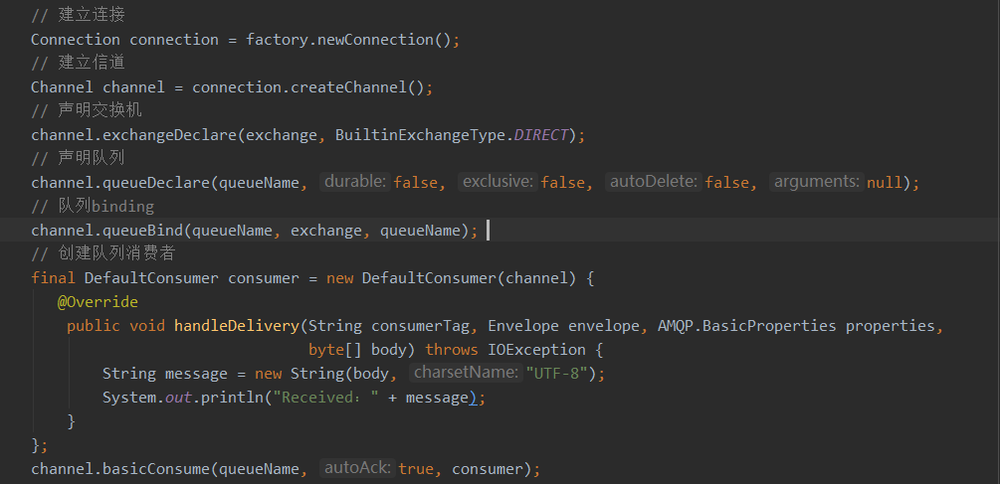 // 建立连接
Connection connection = factory.newConnection();
// 建立信道
Channel channel = connection.createChannel();
// 声明交换机
channel.exchangeDeclare(exchange, BuiltinExchangeType.DIRECT);
// 声明队列
channel.queueDeclare(queueName, durable: false, exclusive: false, autoDelete: false, arguments: null);
// 队列binding
channel.queueBind(queueName, exchange, queueName);
// 创建队列消费者
final DefaultConsumer consumer = new DefaultConsumer(channel) {
@Override
public void handleDelivery(String consumerTag, Envelope envelope, AMQP.BasicProperties properties,
byte[] body) throws IOException {
String message = new String(body, charsetName: "UTF-8");
System.out.println("Received：" + message);
}
};
channel.basicConsume(queueName, autoAck: true, consumer);